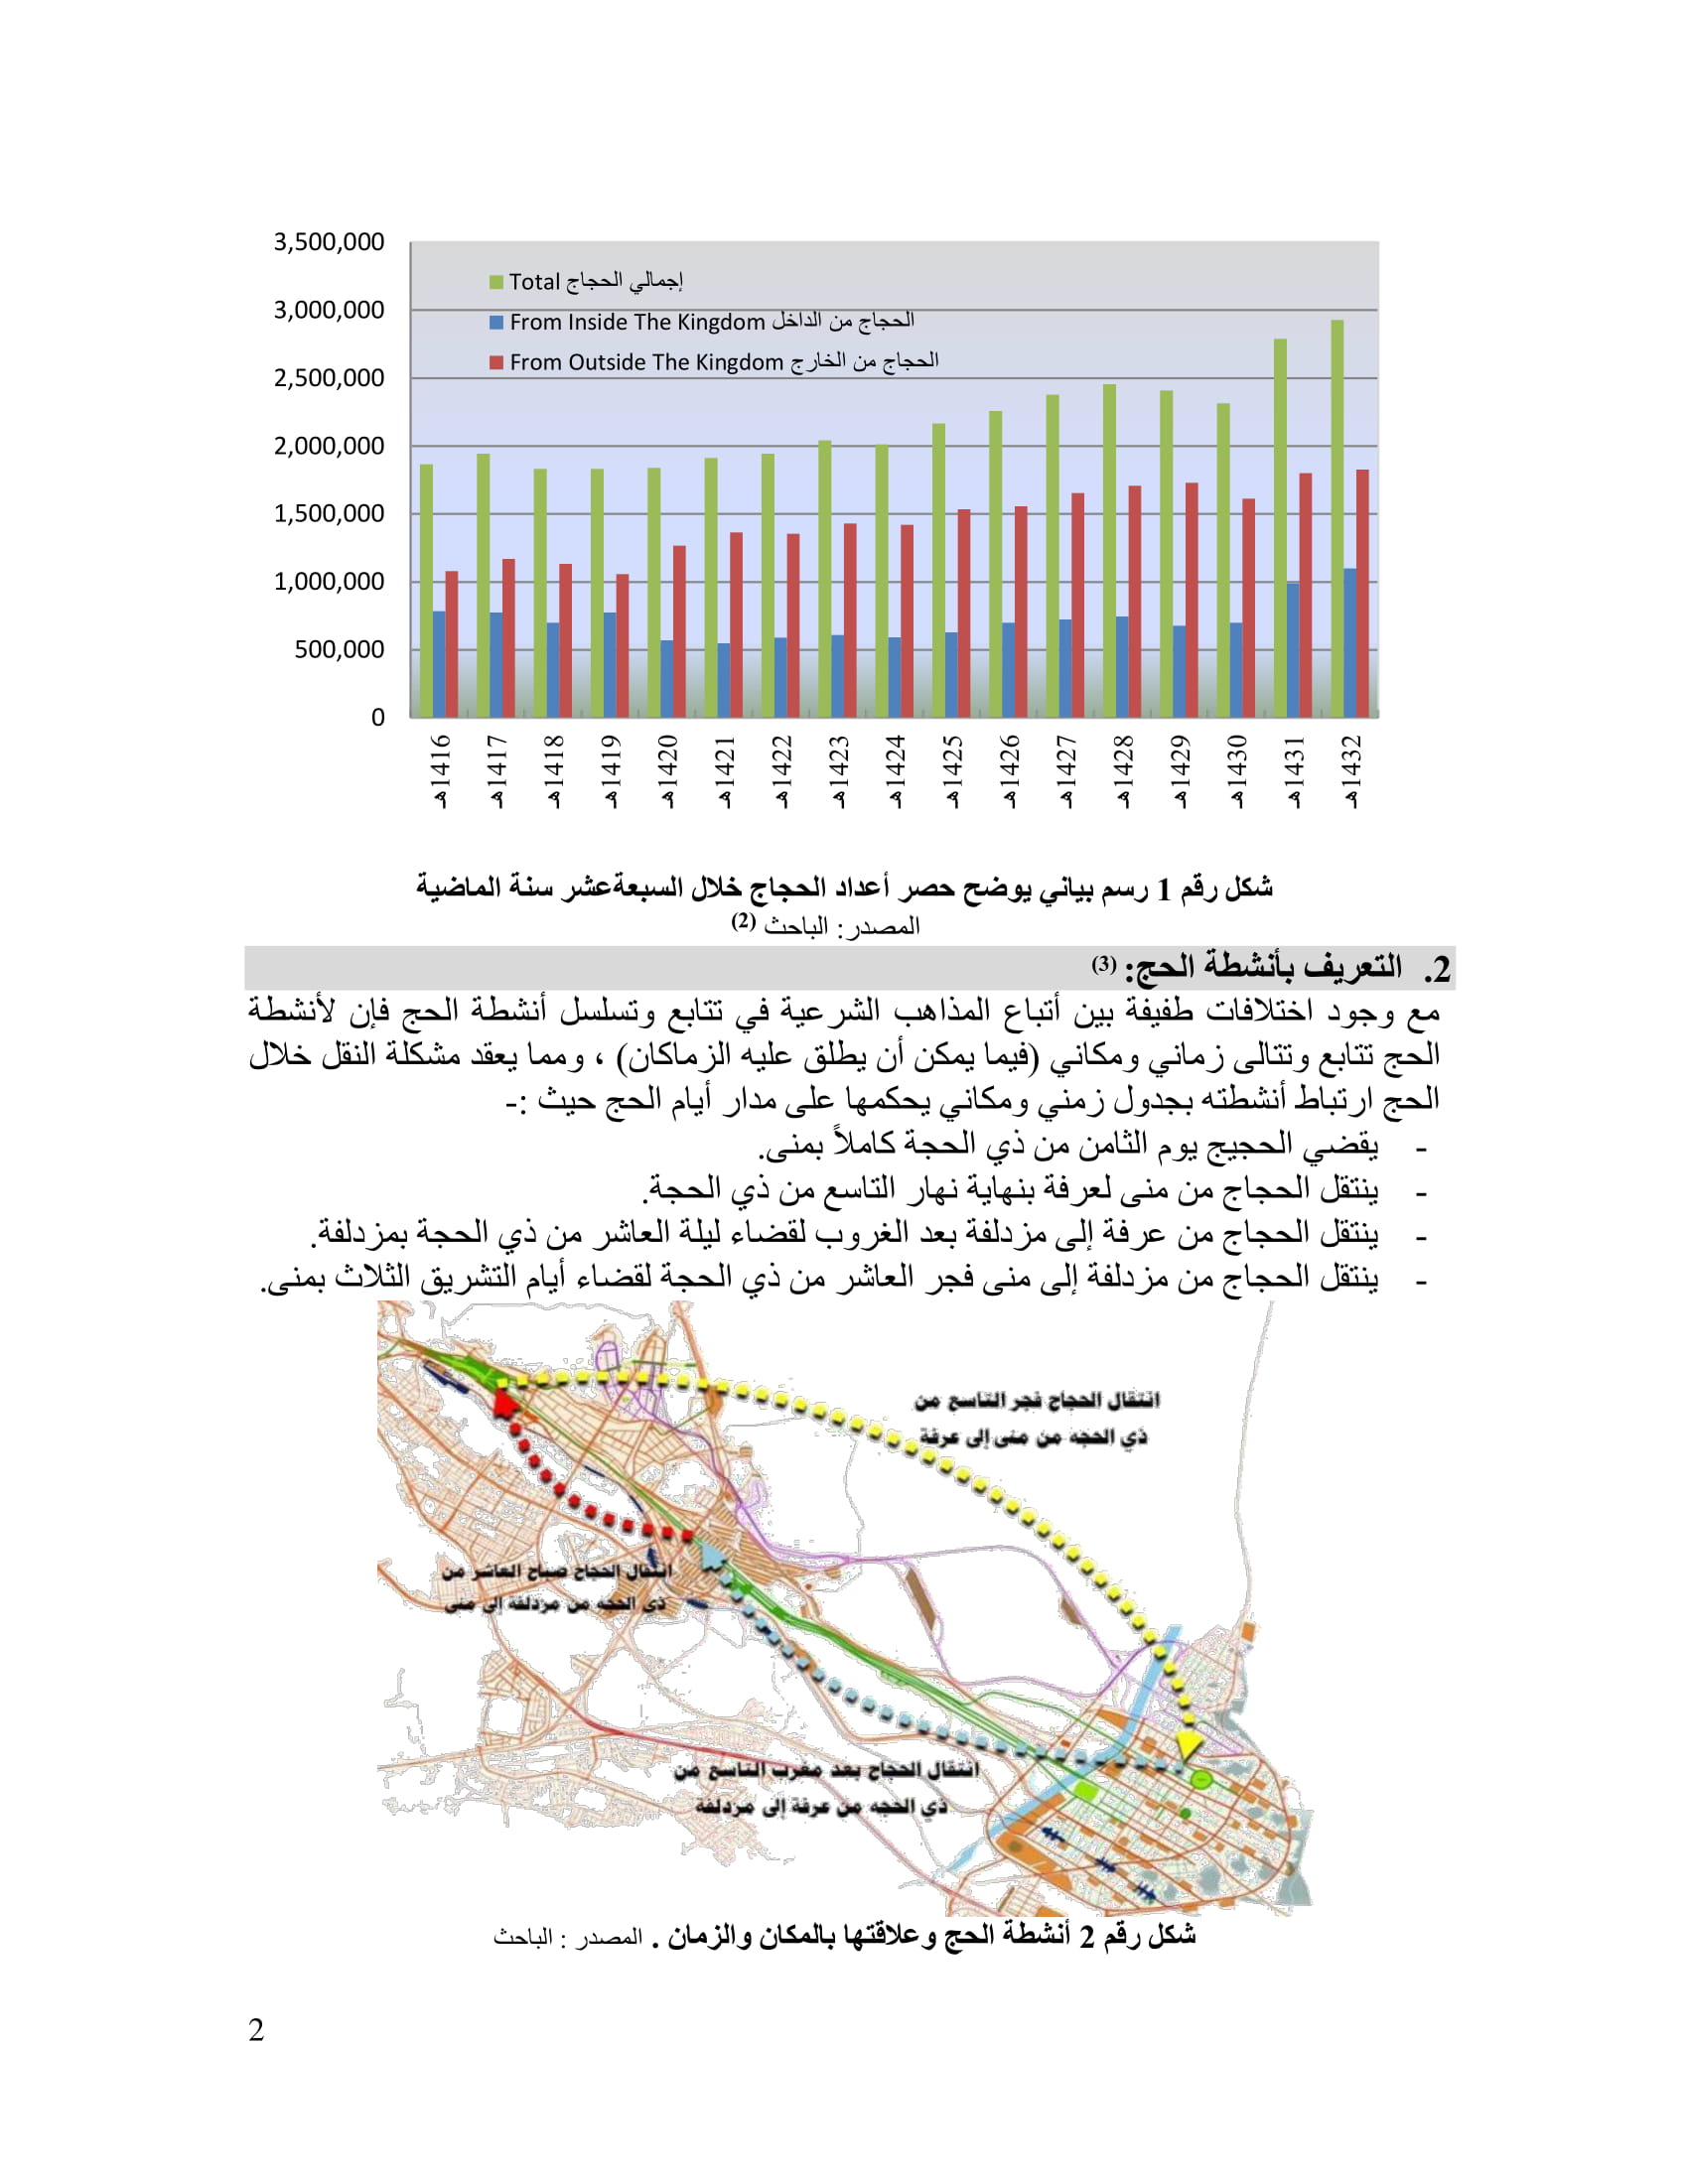 3,500,000
3,000,000
2,500,000
2,000,000
1,500,000
1,000,000
500,000
0
Total إجمالي الحجاج
From Inside The Kingdom الحجاج من الداخل
From Outside The Kingdom الحجاج من الخارج
1416هـ
1417هـ
1418هـ
1419هـ
1420هـ
1421هـ
1422هـ
1423هـ
1424هـ
1425هـ
1426هـ
1427هـ
1428هـ
1429هـ
1430هـ
1431هـ
1432هـ
شكل رقم 1 رسم بياني يوضح حصر أعداد الحجاج خلال السبعةعشر سنة الماضية
المصدر: الباحث (2)
2. التعريف بأنشطة الحج: (3)
مع وجود اختلافات طفيفة بين أتباع المذاهب الشرعية في تتابع وتسلسل أنشطة الحج فإن لأنشطة
الحج تتابع وتتالى زماني ومكاني (فيما يمكن أن يطلق عليه الزماكان) ، ومما يعقد مشكلة النقل خلال
الحج ارتباط أنشطته بجدول زمني ومكاني يحكمها على مدار أيام الحج حيث :-
- يقضي الحجيج يوم الثامن من ذي الحجة كاملاً بمنى.
- ينتقل الحجاج من منى لعرفة بنهاية نهار التاسع من ذي الحجة.
- ينتقل الحجاج من عرفة إلى مزدلفة بعد الغروب لقضاء ليلة العاشر من ذي الحجة بمزدلفة.
- ينتقل الحجاج من مزدلفة إلى منى فجر العاشر من ذي الحجة لقضاء أيام التشريق الثلاث بمنى.
انتقال الحجاج فجر التاسع من
ذي الحجه من منى إلى عرفة
انتقال الحجاج صباح العاشر من
ذي الحجه من مزدلفة إلى منى
انتقال الحجاج بعد مغرب التاسع من
ذي الحجه من عرفة إلى مزدلفة
شكل رقم 2 أنشطة الحج وعلاقتها بالمكان والزمان . المصدر : الباحث
2